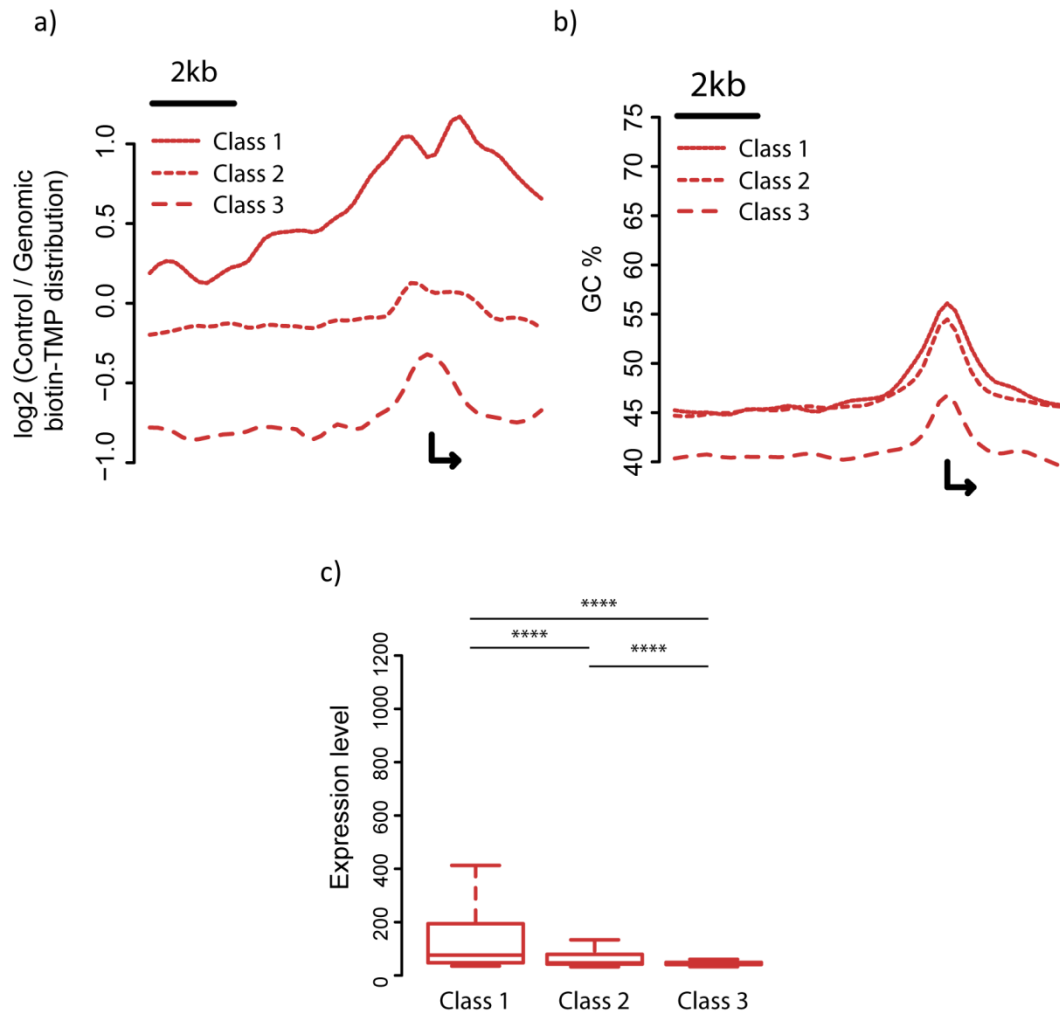 a)
2kb
Class 1
Class 2
Class 3
1.0
0.5
0.0
−0.5
−1.0
log2 (Control / Genomic
biotin-TMP distribution)
b)
2kb
Class 1
Class 2
Class 3
75
70
65
60
55
50
45
40
GC %
c)
****
****
****
1200
1000
800
600
400
200
0
Expression level
Class 1
Class 2
Class 3